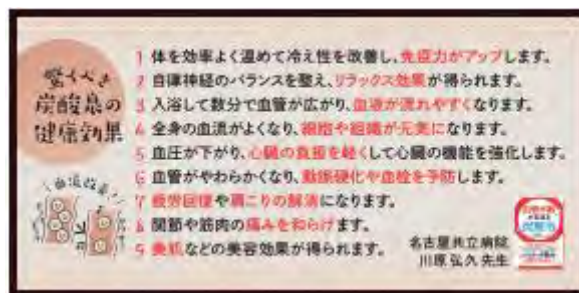 驚くべき
炭酸泉の
健康効果
1 体を効率よく温めて冷え性を改善し、免疫力がアップします。
2 自律神経のバランスを整え、リラックス効果が得られます。
3 入浴して数分で血管が広がり、血液が流れやすくなります。
4 全身の血流がよくなり、細胞や組織が元気になります。
5 血圧が下がり、心臓の負担を軽くして心臓の機能を強化します。
6 血管がやわらかくなり、動脈硬化や血栓を予防します。
7 疲労回復や肩こりの解消になります。
8 関節や筋肉の痛みを和らげます。
9 美肌などの美容効果が得られます。
名古屋共立病院
川原弘久先生